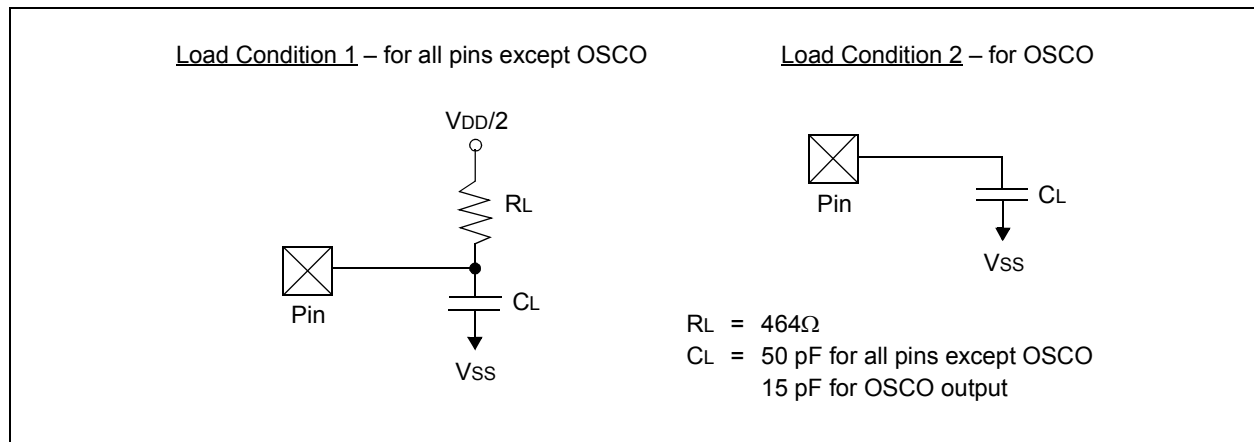 Load Condition 1 – for all pins except OSCO
VDD/2
RL
Pin
CL
VSS
Load Condition 2 – for OSCO
Pin
CL
VSS
RL = 464Ω
CL = 50 pF for all pins except OSCO
15 pF for OSCO output